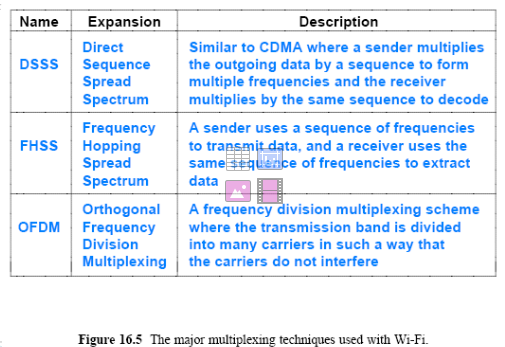 Name Expansion Description
DSSS
Direct
Sequence
Spread
Spectrum
Similar to CDMA where a sender multiplies
the outgoing data by a sequence to form
multiple frequencies and the receiver
multiplies by the same sequence to decode
FHSS
Frequency
Hopping
Spread
Spectrum
A sender uses a sequence of frequencies
to transmit data, and a receiver uses the
same sequence of frequencies to extract
data
OFDM
Orthogonal
Frequency
Division
Multiplexing
A frequency division multiplexing scheme
where the transmission band is divided
into many carriers in such a way that
the carriers do not interfere
Figure 16.5 The major multiplexing techniques used with Wi-Fi.